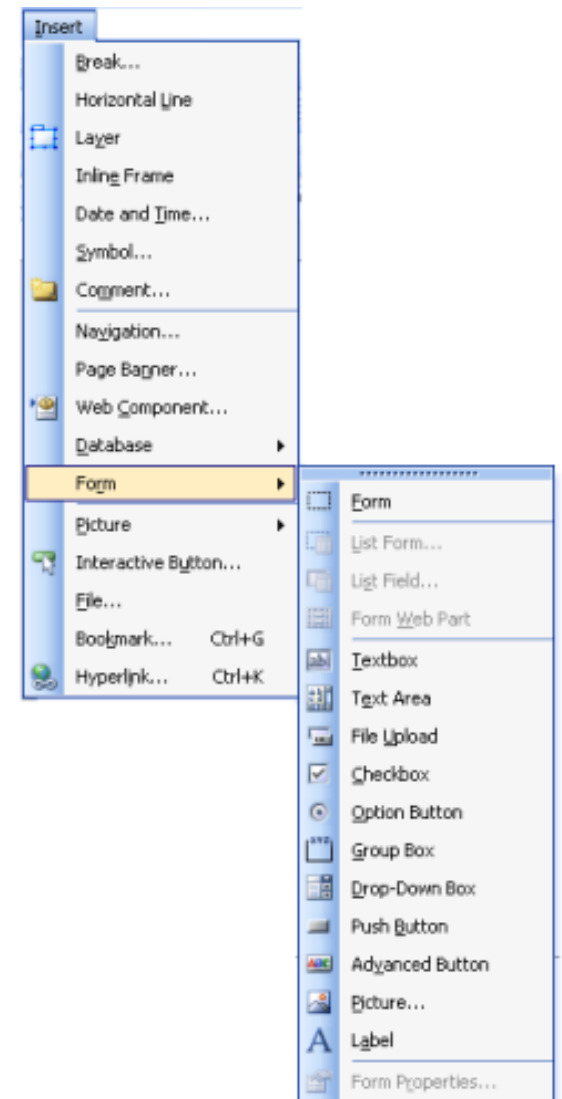 Insert
Break...
Horizontal Line
Layer
Inline Frame
Date and Time...
Symbol...
Comment...
Navigation...
Page Banner...
Web Component...
Database
Form
Picture
Interactive Button...
File...
Bookmark... Ctrl+G
Hyperlink... Ctrl+K
Form
List Form...
List Field...
Form Web Part
Textbox
Text Area
File Upload
Checkbox
Option Button
Group Box
Drop-Down Box
Push Button
Advanced Button
Picture...
Label
Form Properties...